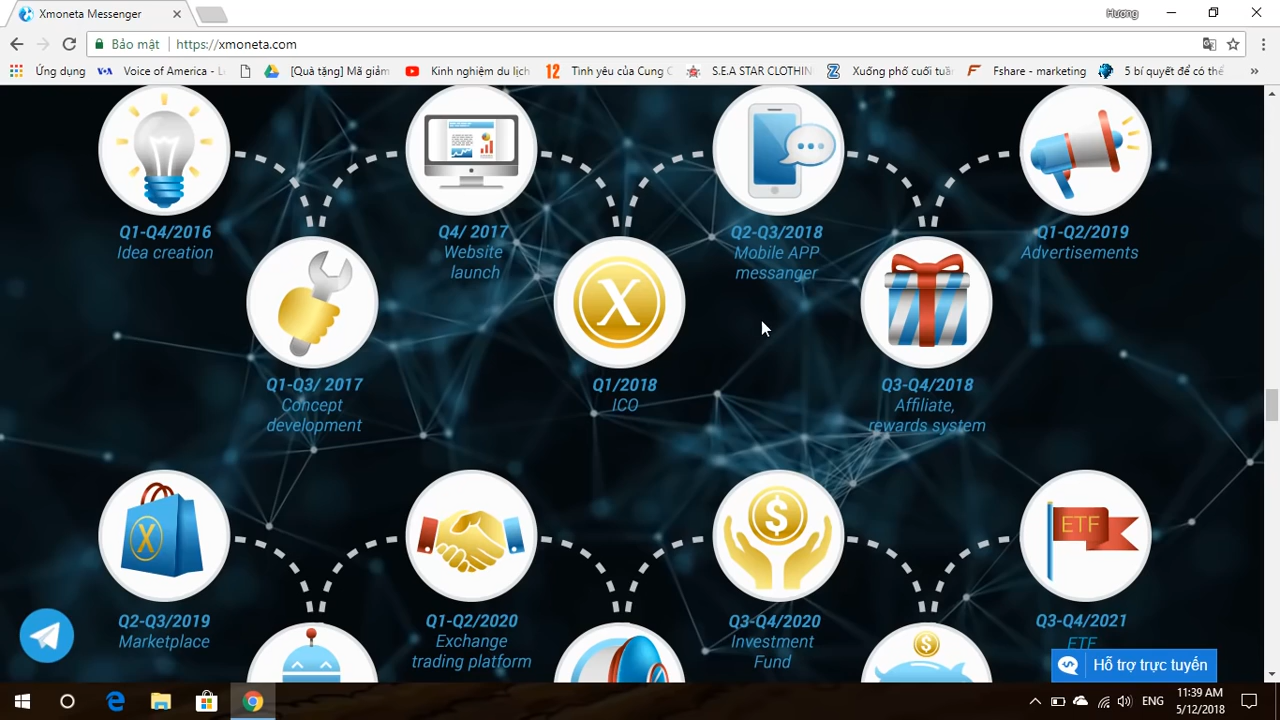 Xmoneta Messenger
Hương
Bảo mật
https://xmoneta.com
Ứng dụng
VOA
Voice of America - L
[Quà tặng] Mã giảm
Kinh nghiệm du lịch
12
Tình yêu của Cung C
S.E.A STAR CLOTHIN
Z
Xuống phố cuối tuần
F
Fshare - marketing
5 bí quyết để có thể
»
Q1-Q4/2016
Idea creation
Q4/ 2017
Website
launch
Q2-Q3/2018
Mobile APP
messanger
Q1-Q2/2019
Advertisements
X
Q1-Q3/ 2017
Concept
development
Q1/2018
ICO
Q3-Q4/2018
Affiliate,
rewards system
X
$
ETF
Q2-Q3/2019
Marketplace
Q1-Q2/2020
Exchange
trading platform
Q3-Q4/2020
Investment
Fund
Q3-Q4/2021
ETF
$
Hỗ trợ trực tuyến
ENG
11:39 AM
5/12/2018